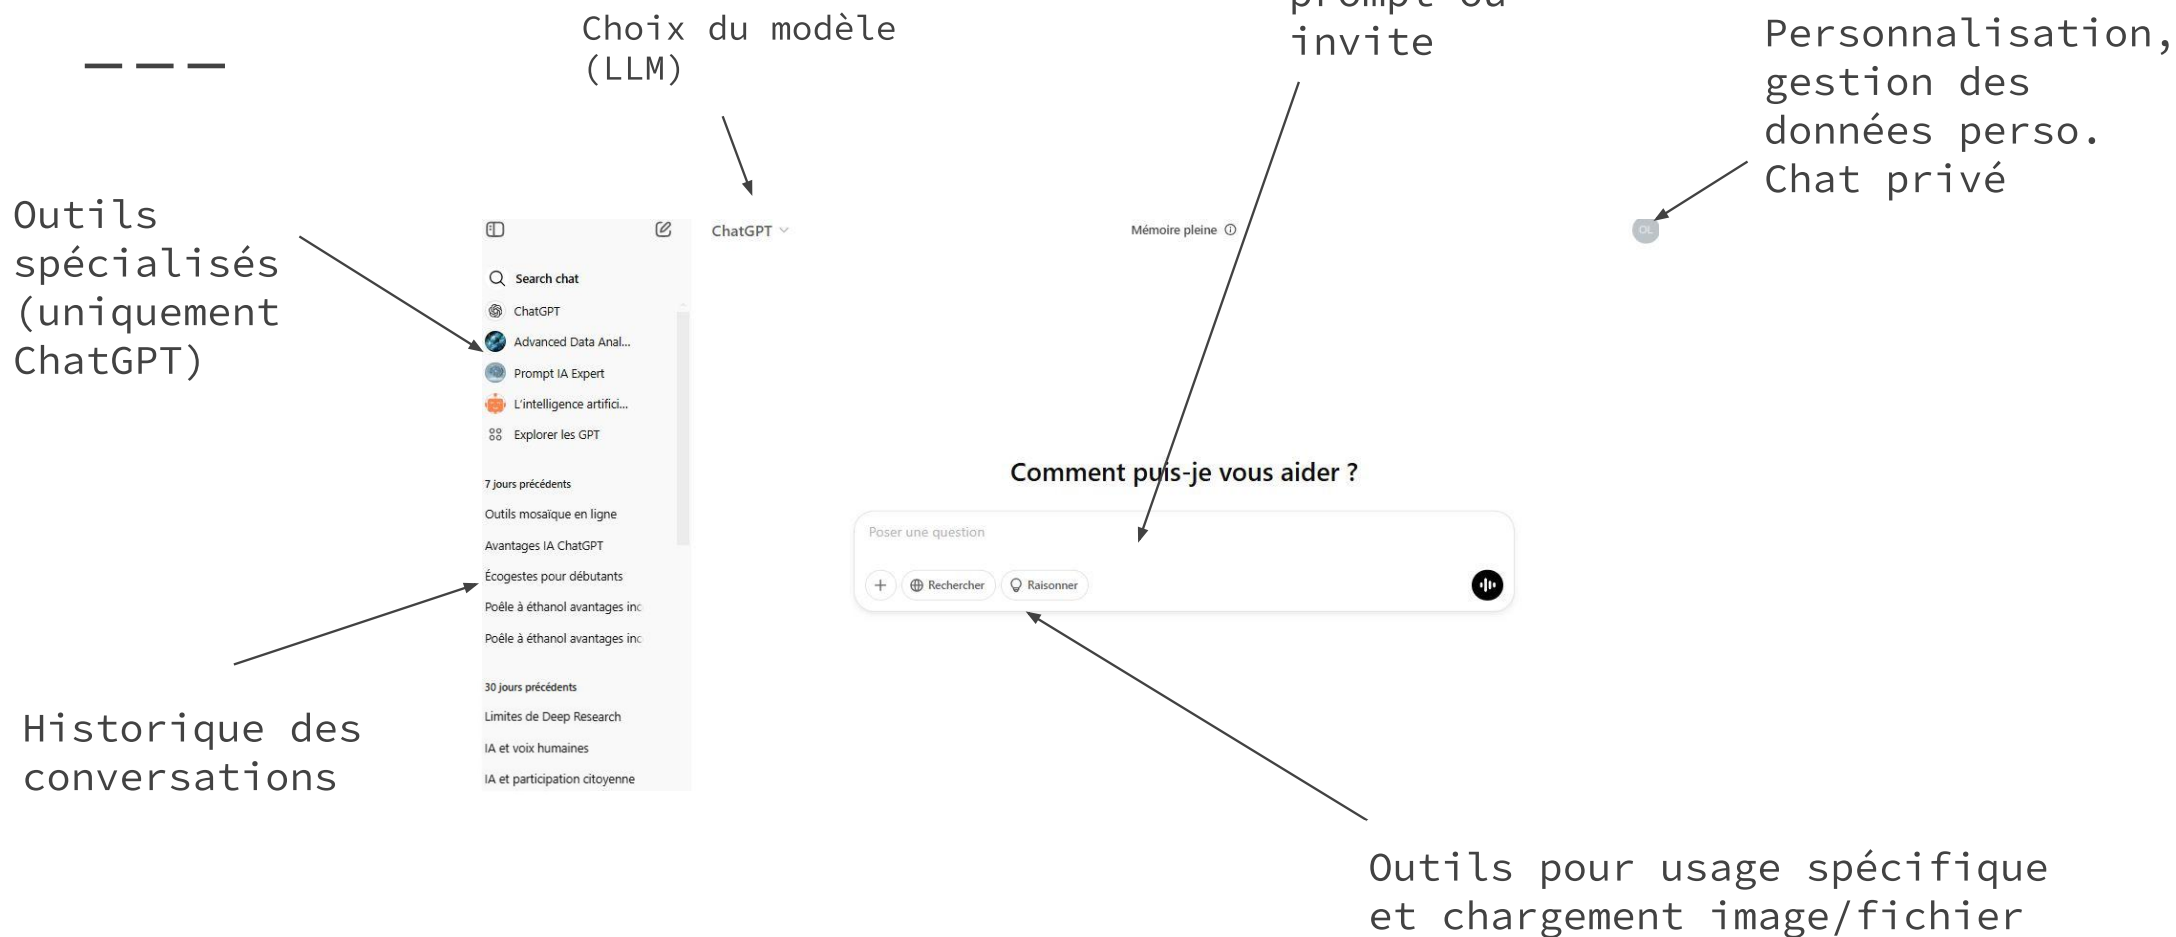 Choix du modèle
(LLM)
prompt ou
invite
Personnalisation,
gestion des
données perso.
Chat privé
Outils
spécialisés
(uniquement
ChatGPT)
ChatGPT
Mémoire pleine
OL
Search chat
ChatGPT
Advanced Data Anal...
Prompt IA Expert
L'intelligence artifici...
Explorer les GPT
7 jours précédents
Outils mosaïque en ligne
Avantages IA ChatGPT
Écogestes pour débutants
Poêle à éthanol avantages inc
Poêle à éthanol avantages inc
30 jours précédents
Limites de Deep Research
IA et voix humaines
IA et participation citoyenne
Comment puis-je vous aider ?
Poser une question
Rechercher
Raisonner
Historique des
conversations
Outils pour usage spécifique
et chargement image/fichier